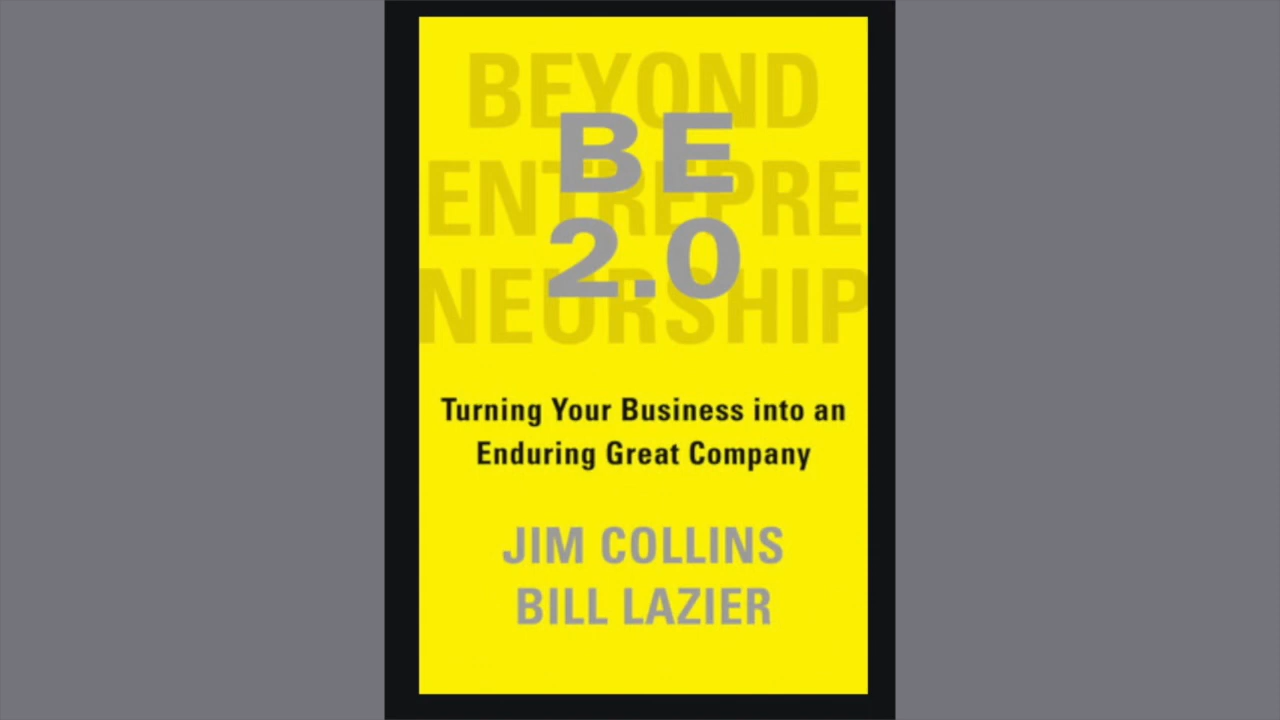 BEYOND
BE
ENTREPRE
2.0
NEURSHIP
Turning Your Business into an
Enduring Great Company
JIM COLLINS
BILL LAZIER